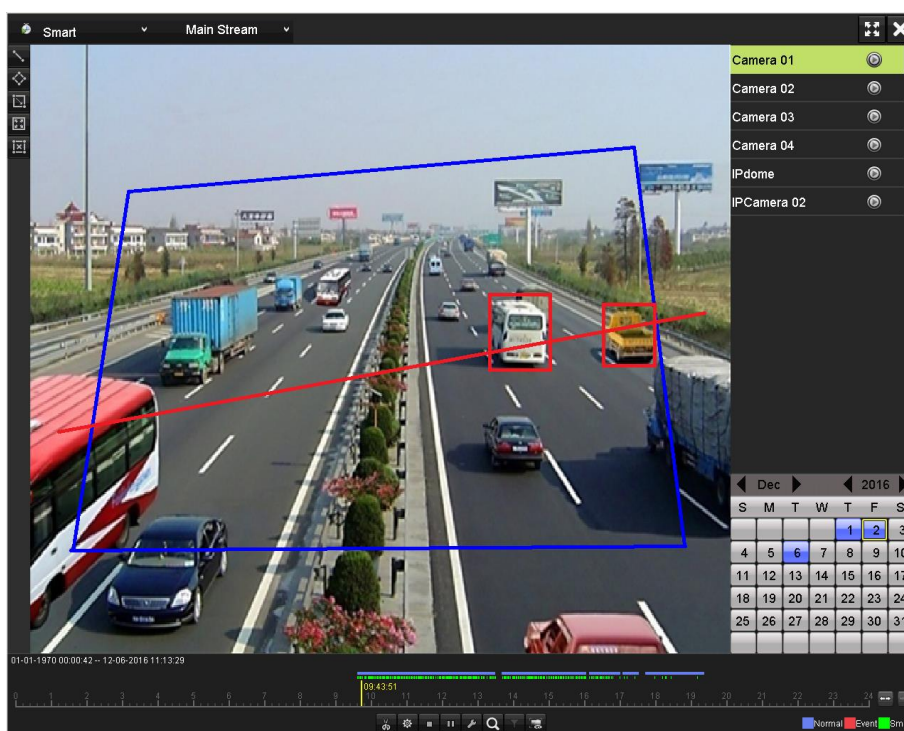 Smart Main Stream
Camera 01
Camera 02
Camera 03
Camera 04
IPdome
IPCamera 02
Dec 2016
S M T W T F S
1 2 3
4 5 6 7 8 9 10
11 12 13 14 15 16 17
18 19 20 21 22 23 24
25 26 27 28 29 30 31
01-01-1970 00:00:42 -- 12-06-2016 11:13:29
09:43:51
0 1 2 3 4 5 6 7 8 9 10 11 12 13 14 15 16 17 18 19 20 21 22 23 24
Normal Event Sm